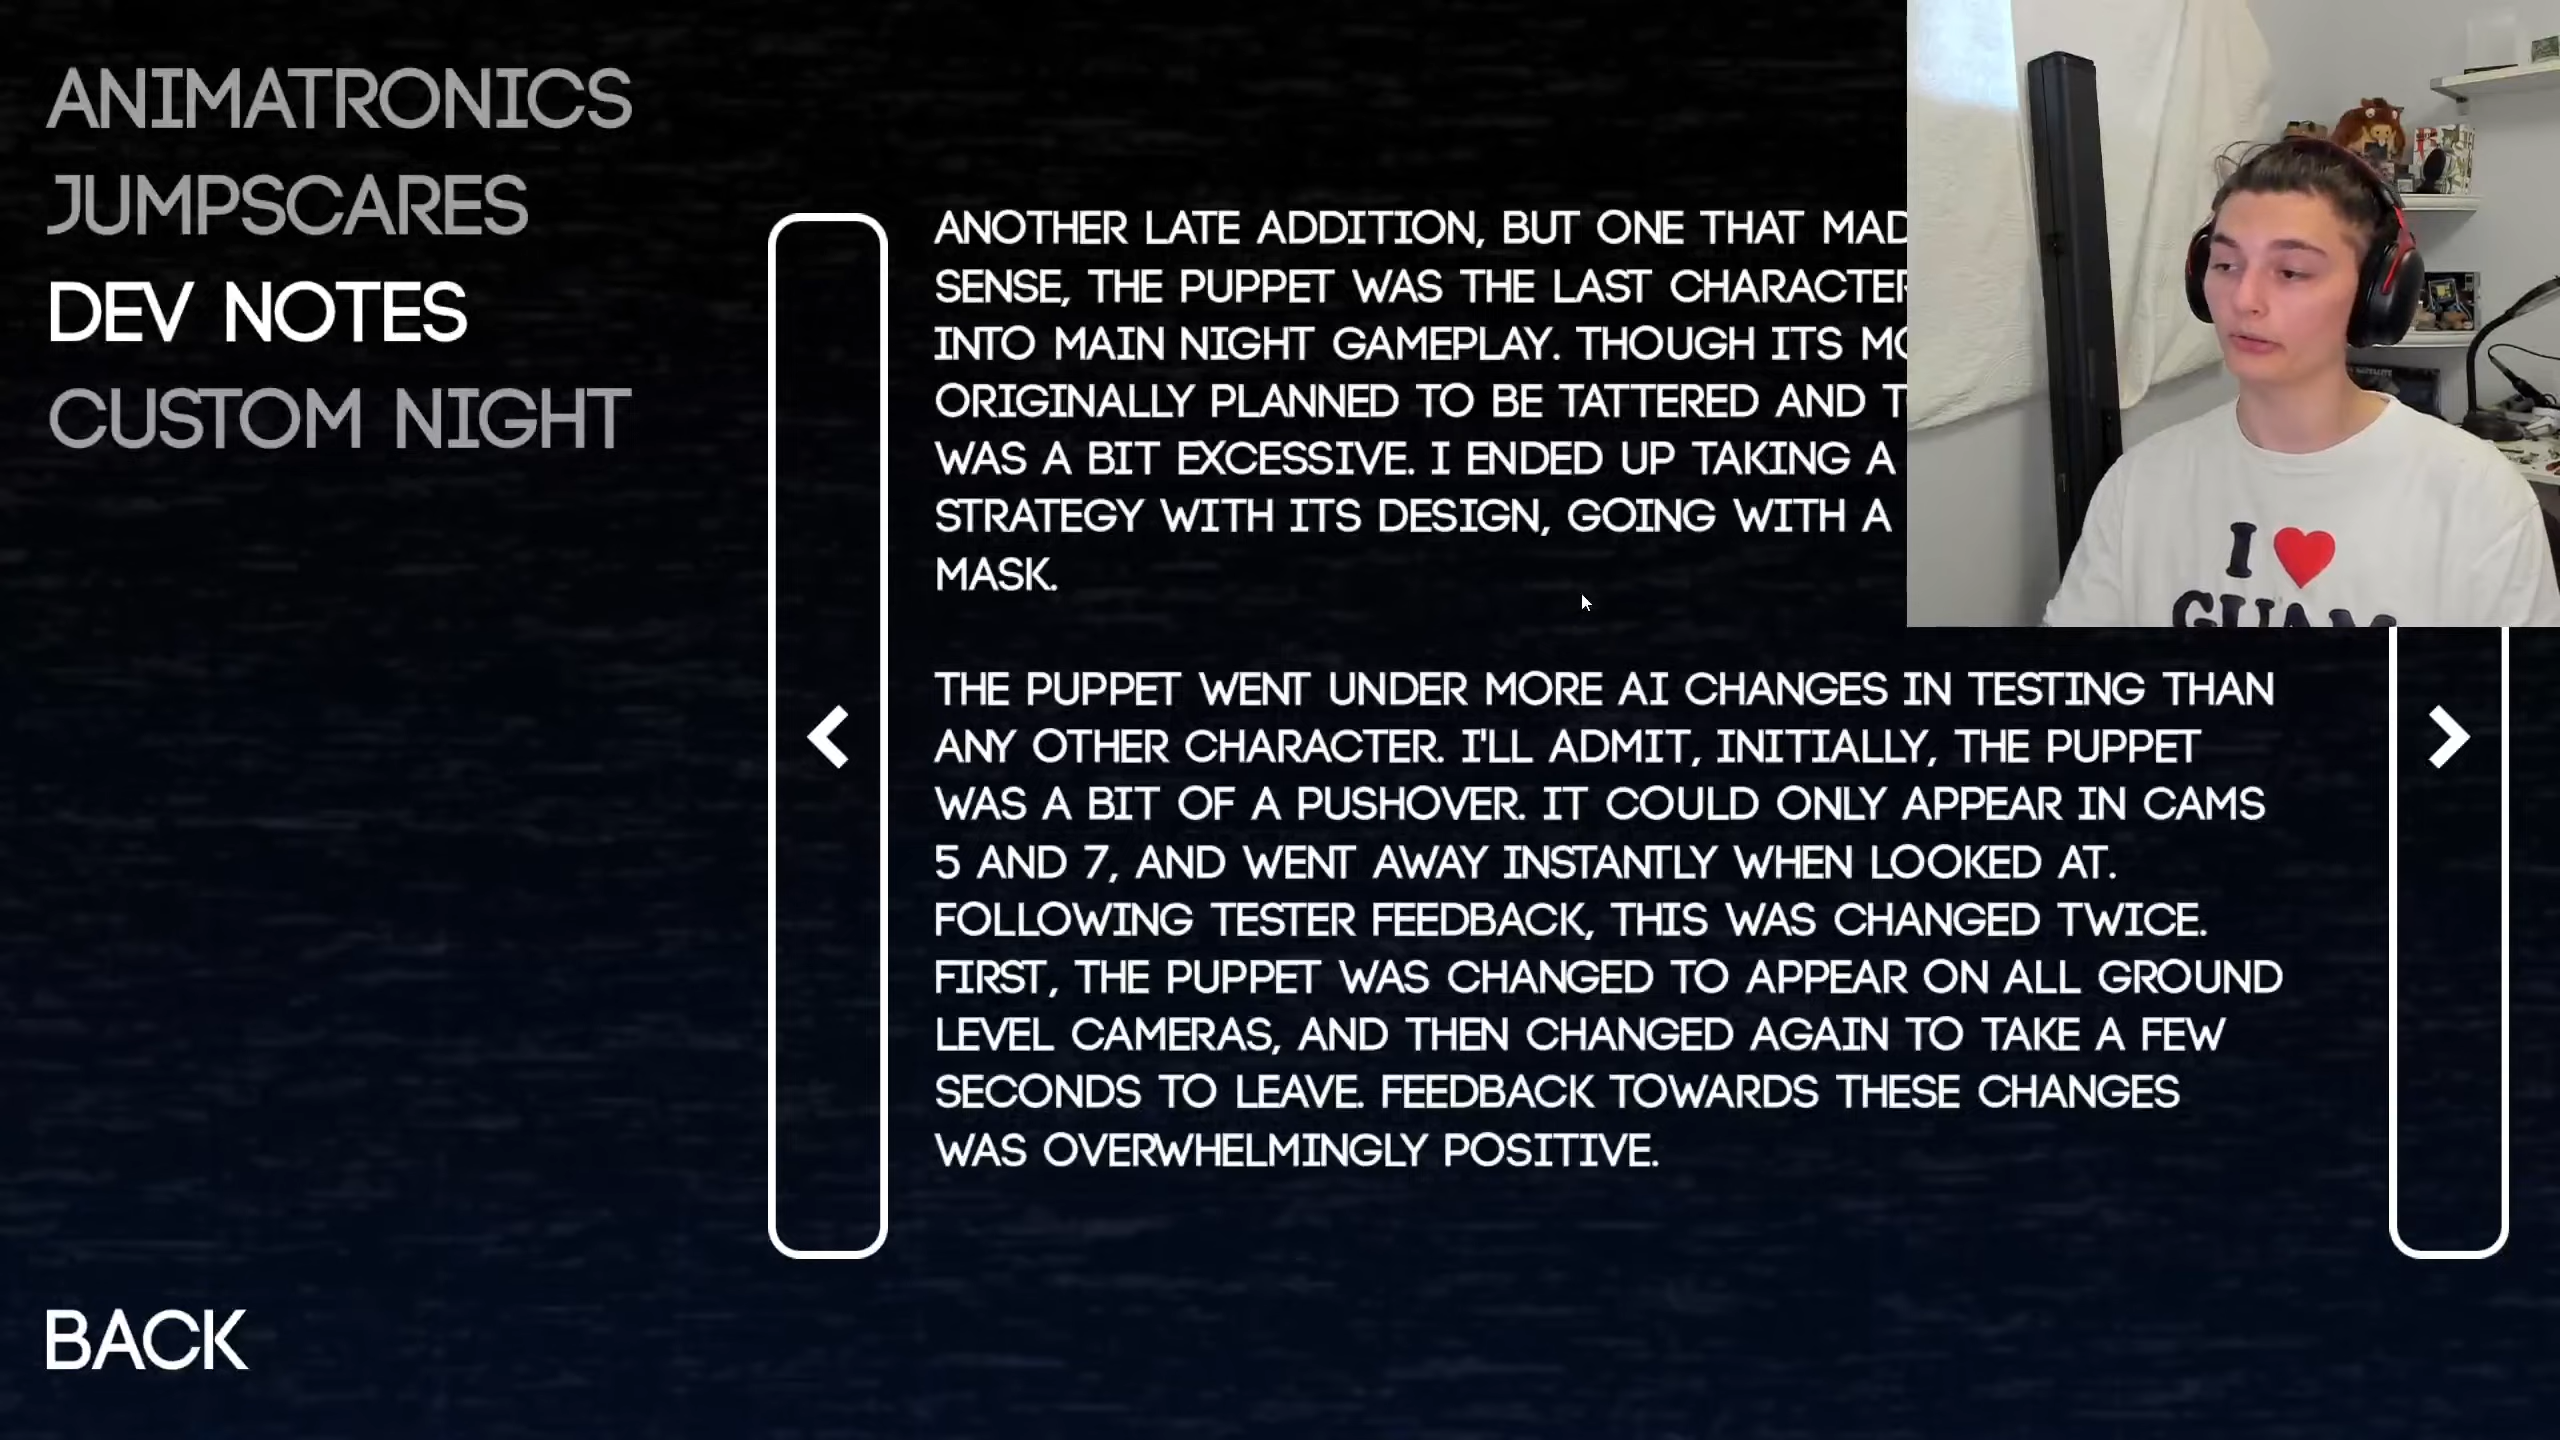 ANIMATRONICS
JUMPSCARES
DEV NOTES
CUSTOM NIGHT
ANOTHER LATE ADDITION, BUT ONE THAT
SENSE, THE PUPPET WAS THE LAST CHARACTER
INTO MAIN NIGHT GAMEPLAY. THOUGH ITS
ORIGINALLY PLANNED TO BE TATTERED AND
WAS A BIT EXCESSIVE. I ENDED UP TAKING A
STRATEGY WITH ITS DESIGN, GOING WITH A
MASK.
THE PUPPET WENT UNDER MORE AI CHANGES IN TESTING THAN
ANY OTHER CHARACTER. I'LL ADMIT, INITIALLY, THE PUPPET
WAS A BIT OF A PUSHOVER. IT COULD ONLY APPEAR IN CAMS
5 AND 7, AND WENT AWAY INSTANTLY WHEN LOOKED AT.
FOLLOWING TESTER FEEDBACK, THIS WAS CHANGED TWICE.
FIRST, THE PUPPET WAS CHANGED TO APPEAR ON ALL GROUND
LEVEL CAMERAS, AND THEN CHANGED AGAIN TO TAKE A FEW
SECONDS TO LEAVE. FEEDBACK TOWARDS THESE CHANGES
WAS OVERWHELMINGLY POSITIVE.
BACK
I ❤
GUAM